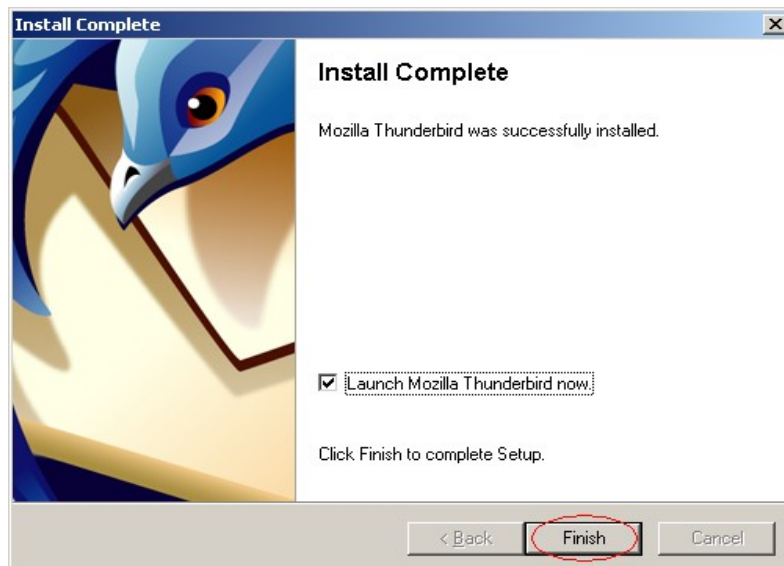 Install Complete
Install Complete
Mozilla Thunderbird was successfully installed.
Launch Mozilla Thunderbird now.
Click Finish to complete Setup.
< Back Finish Cancel